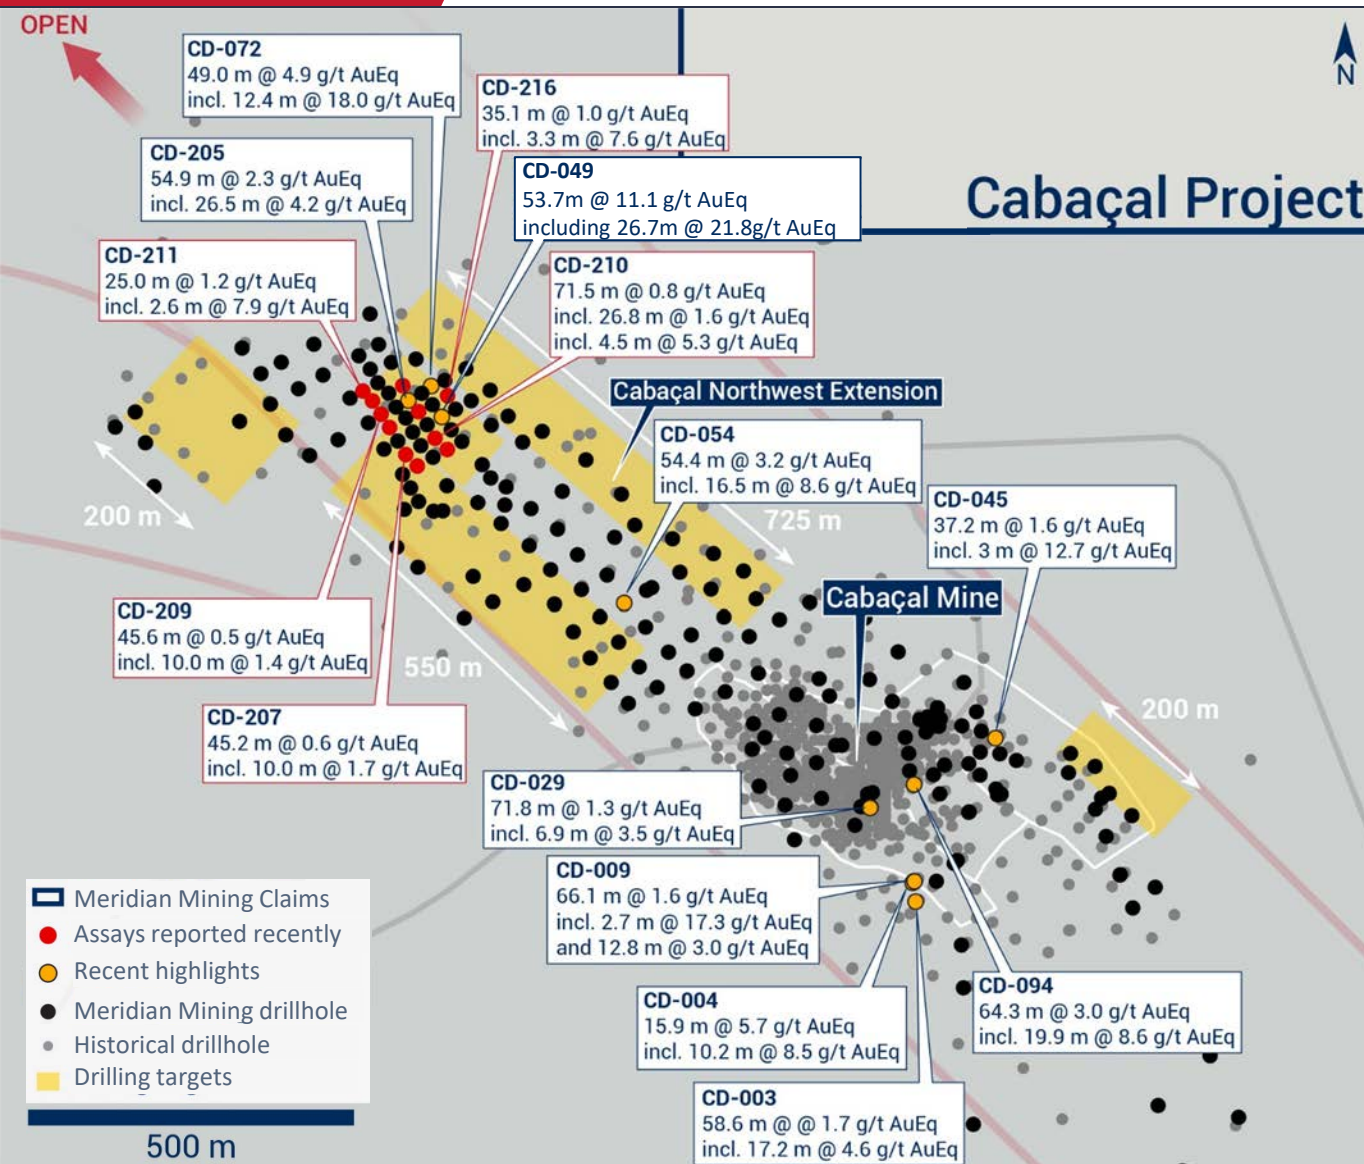 OPEN
N
Cabaçal Project
CD-072
49.0 m @ 4.9 g/t AuEq
incl. 12.4 m @ 18.0 g/t AuEq
CD-216
35.1 m @ 1.0 g/t AuEq
incl. 3.3 m @ 7.6 g/t AuEq
CD-205
54.9 m @ 2.3 g/t AuEq
incl. 26.5 m @ 4.2 g/t AuEq
CD-049
53.7m @ 11.1 g/t AuEq
including 26.7m @ 21.8g/t AuEq
CD-211
25.0 m @ 1.2 g/t AuEq
incl. 2.6 m @ 7.9 g/t AuEq
CD-210
71.5 m @ 0.8 g/t AuEq
incl. 26.8 m @ 1.6 g/t AuEq
incl. 4.5 m @ 5.3 g/t AuEq
Cabaçal Northwest Extension
CD-054
54.4 m @ 3.2 g/t AuEq
incl. 16.5 m @ 8.6 g/t AuEq
200 m
725 m
CD-045
37.2 m @ 1.6 g/t AuEq
incl. 3 m @ 12.7 g/t AuEq
Cabaçal Mine
CD-209
45.6 m @ 0.5 g/t AuEq
incl. 10.0 m @ 1.4 g/t AuEq
550 m
200 m
CD-207
45.2 m @ 0.6 g/t AuEq
incl. 10.0 m @ 1.7 g/t AuEq
CD-029
71.8 m @ 1.3 g/t AuEq
incl. 6.9 m @ 3.5 g/t AuEq
CD-009
66.1 m @ 1.6 g/t AuEq
incl. 2.7 m @ 17.3 g/t AuEq
and 12.8 m @ 3.0 g/t AuEq
CD-004
15.9 m @ 5.7 g/t AuEq
incl. 10.2 m @ 8.5 g/t AuEq
CD-094
64.3 m @ 3.0 g/t AuEq
incl. 19.9 m @ 8.6 g/t AuEq
CD-003
58.6 m @ @ 1.7 g/t AuEq
incl. 17.2 m @ 4.6 g/t AuEq
Meridian Mining Claims
Assays reported recently
Recent highlights
Meridian Mining drillhole
Historical drillhole
Drilling targets
500 m